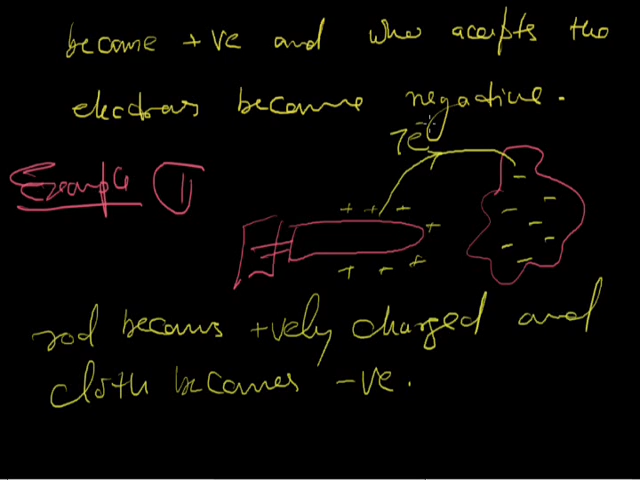 become +ve and who accepts the
electrons become negative.
7e⁻
Example 1
rod becomes +vely charged and
cloth becomes -ve.